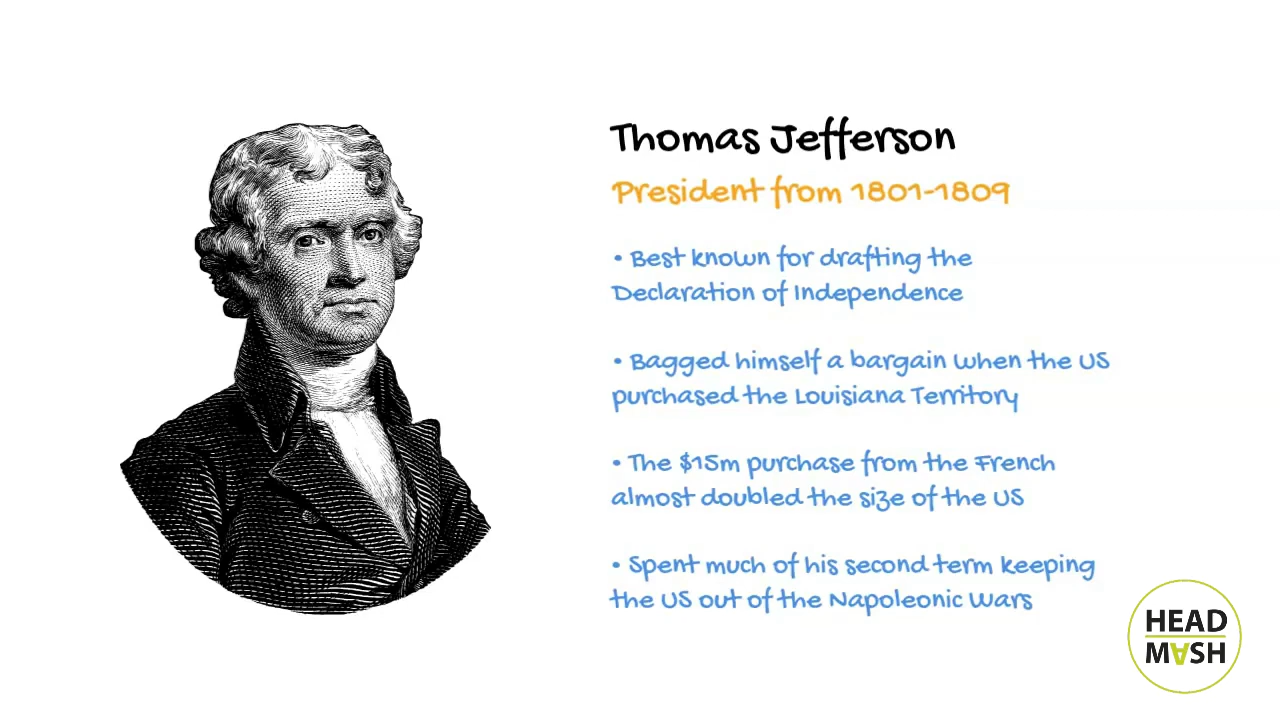 Thomas Jefferson
President from 1801-1809
• Best known for drafting the
Declaration of Independence
• Bagged himself a bargain when the US
purchased the Louisiana Territory
• The $15m purchase from the French
almost doubled the size of the US
• Spent much of his second term keeping
the US out of the Napoleonic Wars
HEAD
MASH